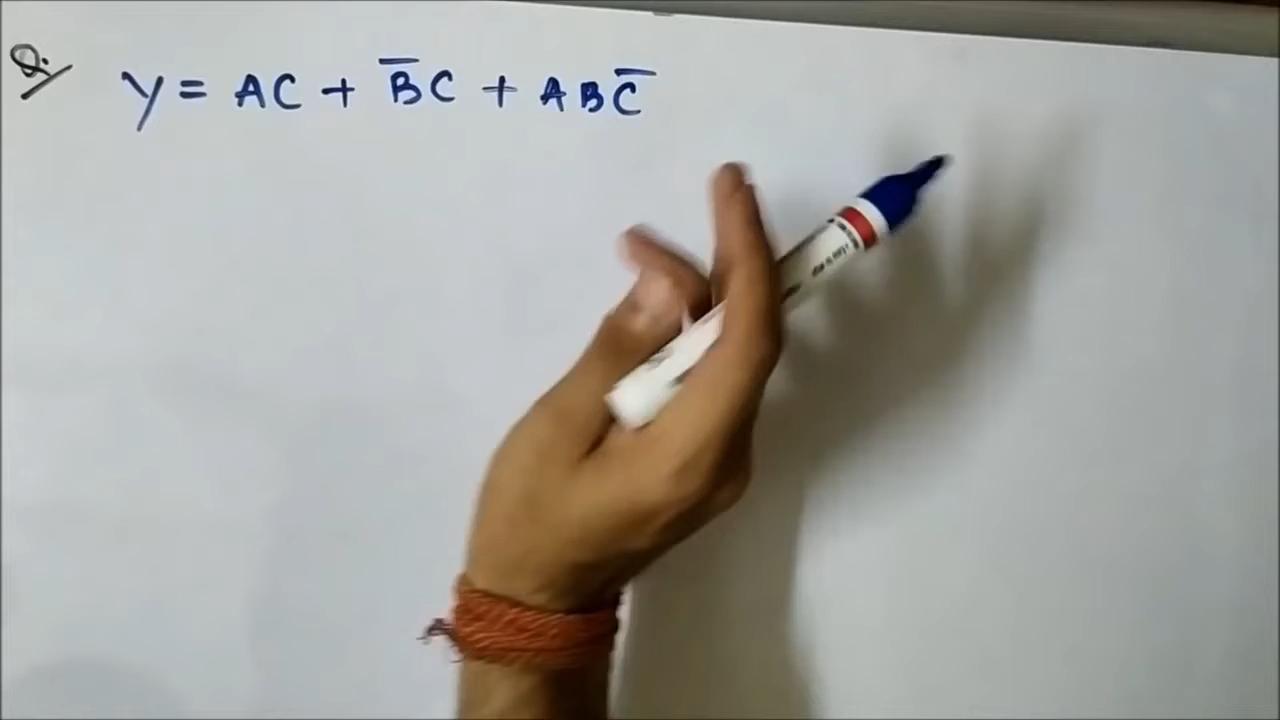 Q. y = AC + B̅C + ABC̅